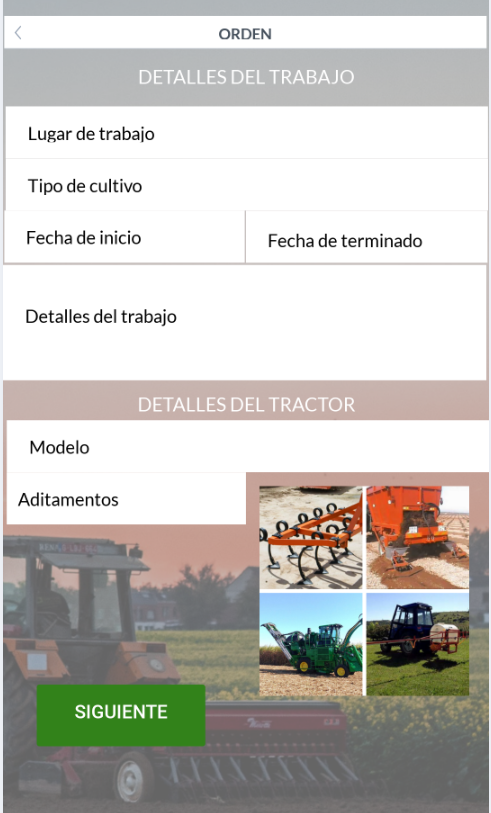 ORDEN
DETALLES DEL TRABAJO
Lugar de trabajo
Tipo de cultivo
Fecha de inicio
Fecha de terminado
Detalles del trabajo
DETALLES DEL TRACTOR
Modelo
Aditamentos
SIGUIENTE